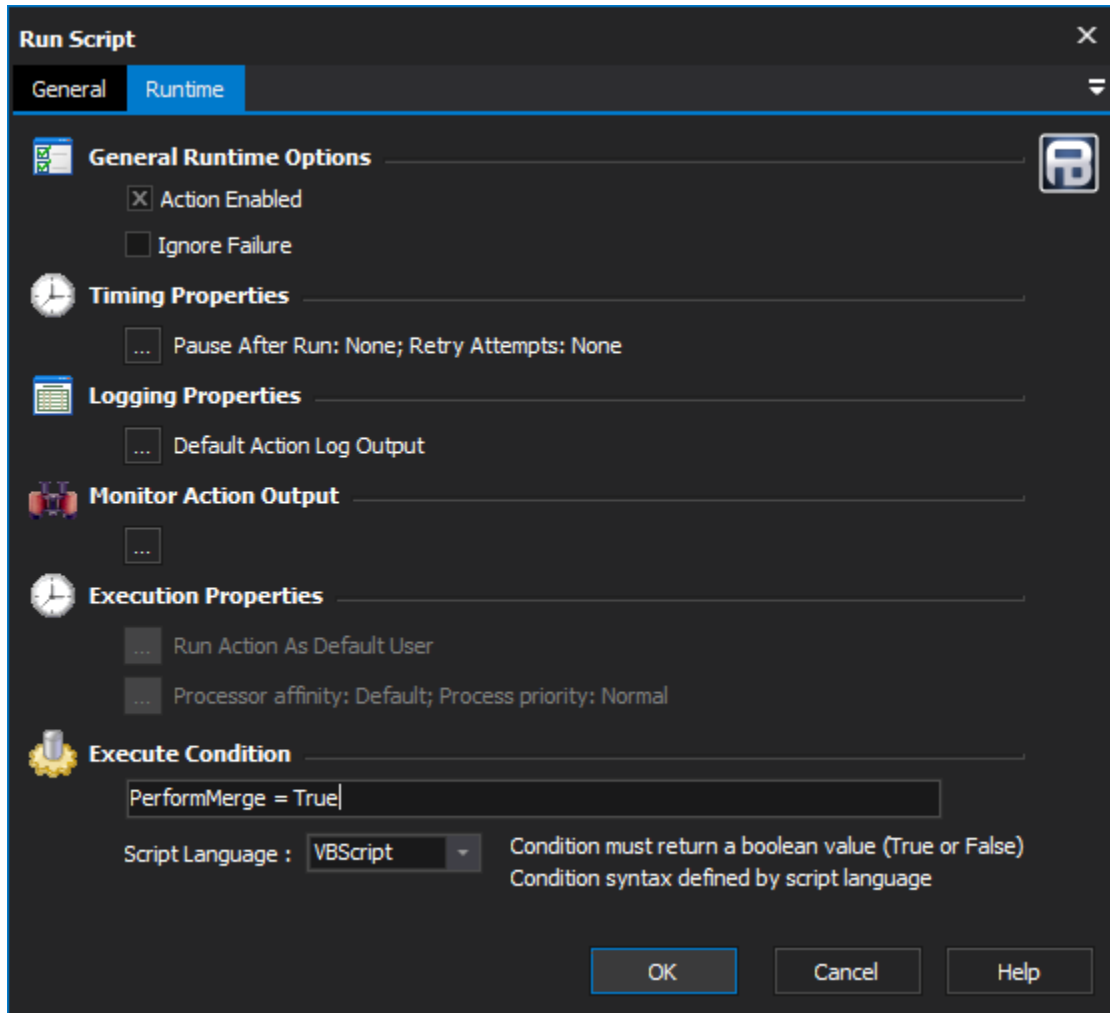 Run Script
General Runtime
General Runtime Options
Action Enabled
Ignore Failure
Timing Properties
... Pause After Run: None; Retry Attempts: None
Logging Properties
... Default Action Log Output
Monitor Action Output
...
Execution Properties
... Run Action As Default User
... Processor affinity: Default; Process priority: Normal
Execute Condition
PerformMerge = True
Script Language : VBScript Condition must return a boolean value (True or False)
Condition syntax defined by script language
OK Cancel Help